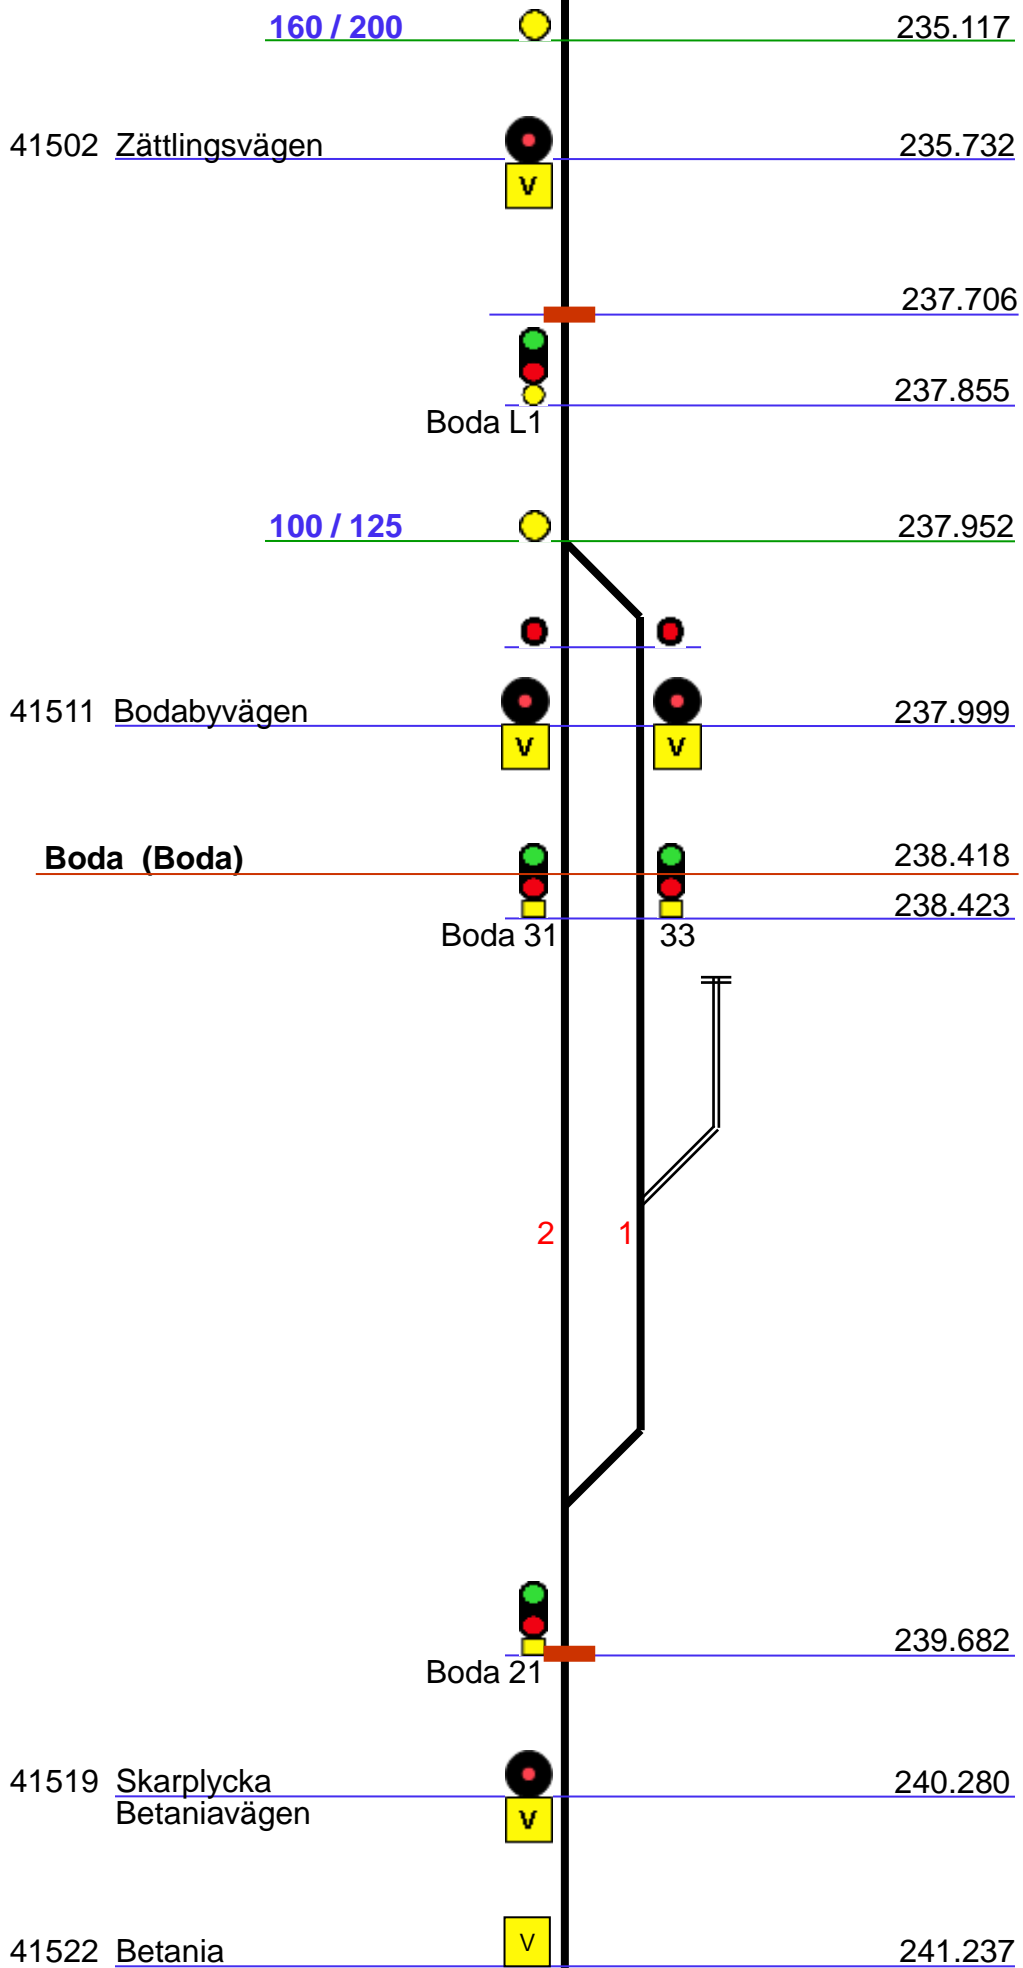 160 / 200 235.117
41502 Zättlingsvägen 235.732
V
237.706
237.855
Boda L1
100 / 125 237.952
41511 Bodabyvägen 237.999
V V
Boda (Boda) 238.418
238.423
Boda 31 33
2 1
239.682
Boda 21
41519 Skarplycka 240.280
Betaniavägen
V
41522 Betania V 241.237